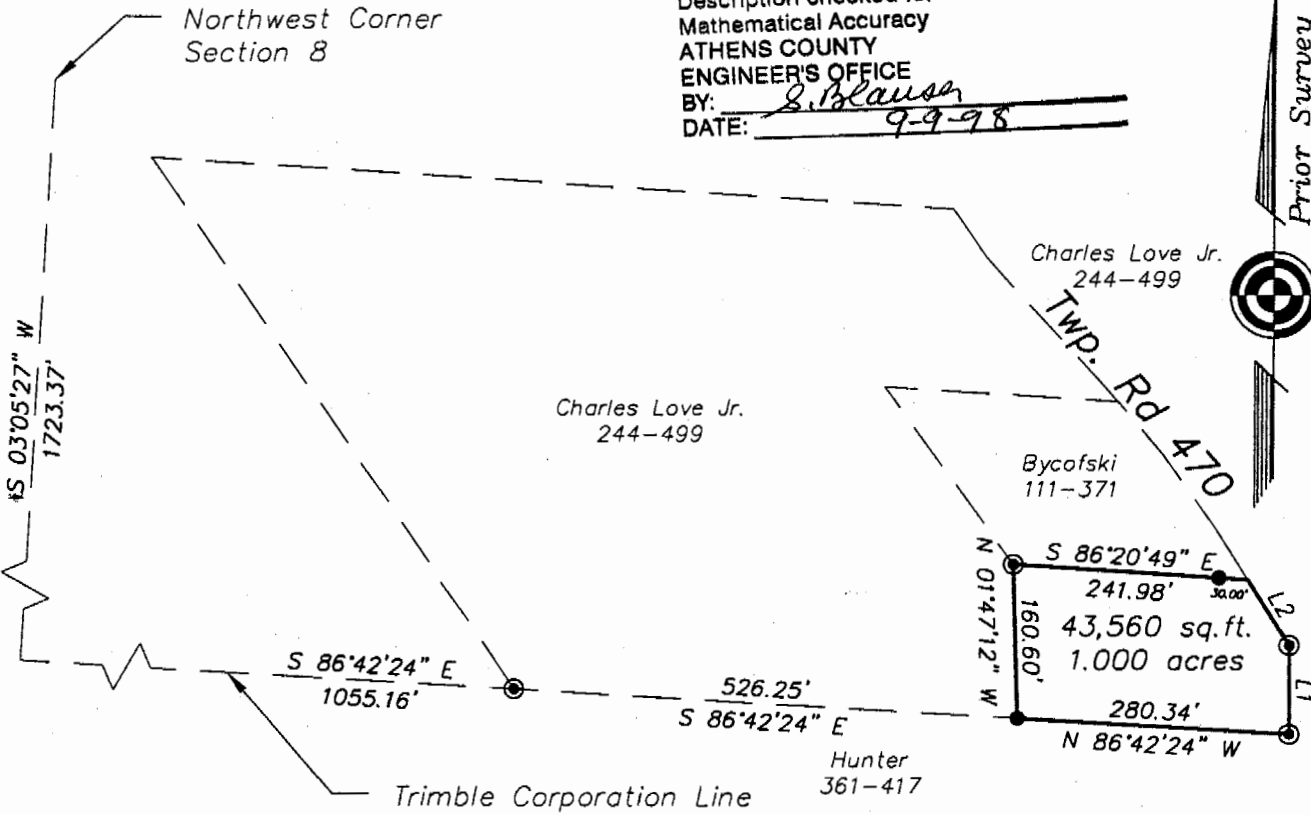 Northwest Corner
Section 8
Mathematical Accuracy
ATHENS COUNTY
ENGINEER'S OFFICE
BY: S. Blauser
DATE: 9-9-98
Prior Survey
Charles Love Jr.
244-499
Twp. Rd 470
*S 03°05'27" W
1723.37'
Charles Love Jr.
244-499
Bycofski
111-371
S 86°20'49" E
241.98'
30.00'
L2
N 01°47'12" W
160.60'
43,560 sq.ft.
1.000 acres
L1
S 86°42'24" E
1055.16'
526.25'
S 86°42'24" E
280.34'
N 86°42'24" W
Hunter
361-417
Trimble Corporation Line